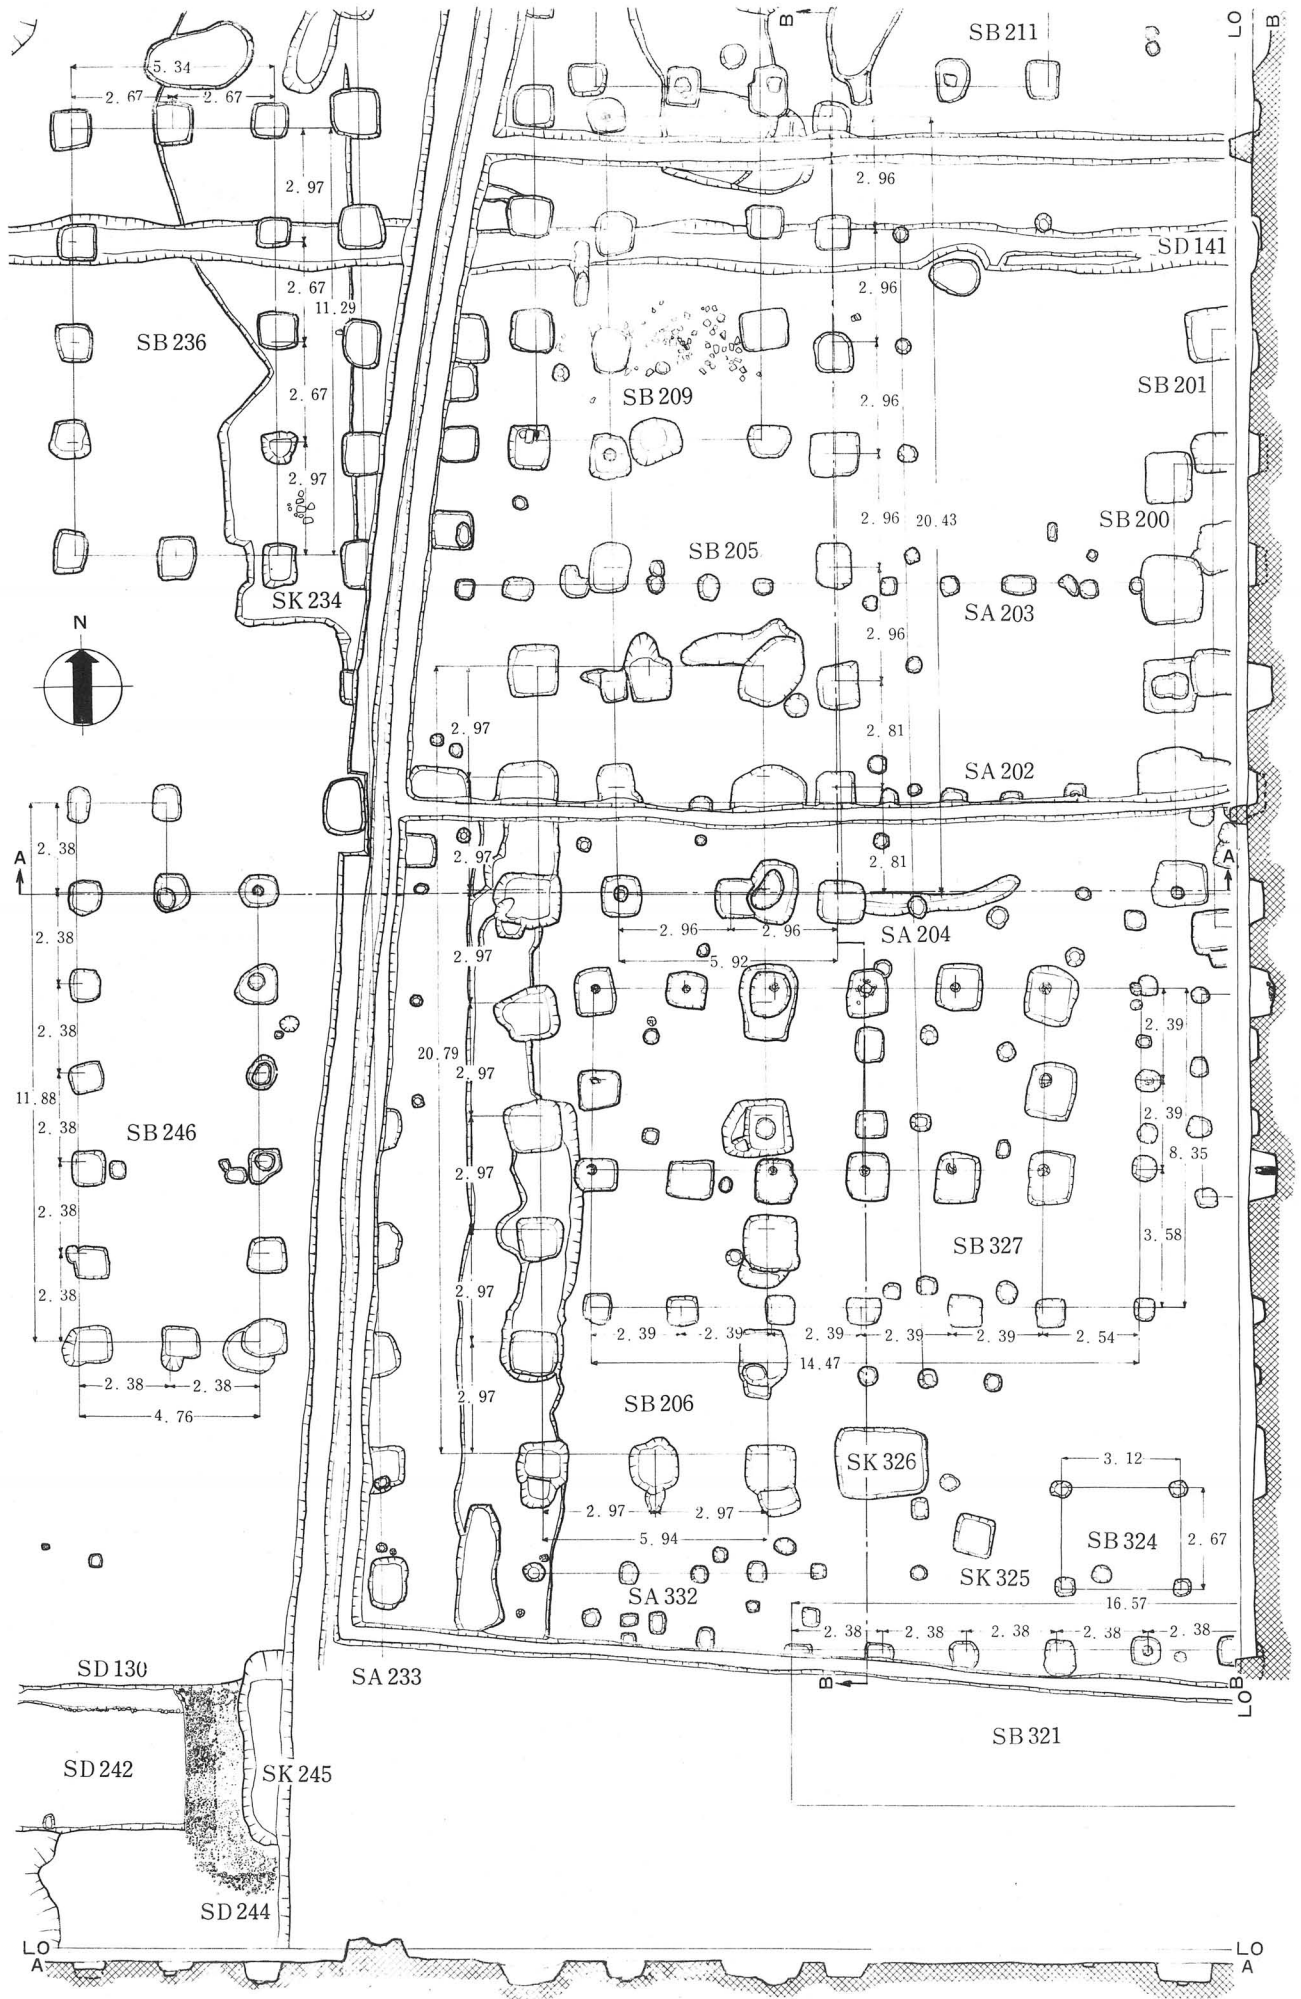 B
SB211
LO
B
5.34
2.67
2.67
2.97
2.96
SD141
2.67
11.29
2.96
SB236
SB201
2.67
SB209
2.96
2.97
SB200
2.96
20.43
SB205
SK234
SA203
N
2.96
2.97
2.81
SA202
2.38
A
2.97
2.81
A
2.96
2.96
SA204
2.38
2.97
5.92
2.38
2.39
20.79
2.97
11.88
2.38
2.39
SB246
8.35
2.97
2.38
3.58
SB327
2.38
2.97
2.39
2.39
2.39
2.39
2.39
2.54
14.47
2.38
2.38
2.97
4.76
SB206
SK326
3.12
2.97
2.97
5.94
SB324
2.67
SK325
SA332
16.57
2.38
2.38
2.38
2.38
2.38
SD130
SA233
B
B
LO
SB321
SD242
SK245
SD244
LO
A
LO
A